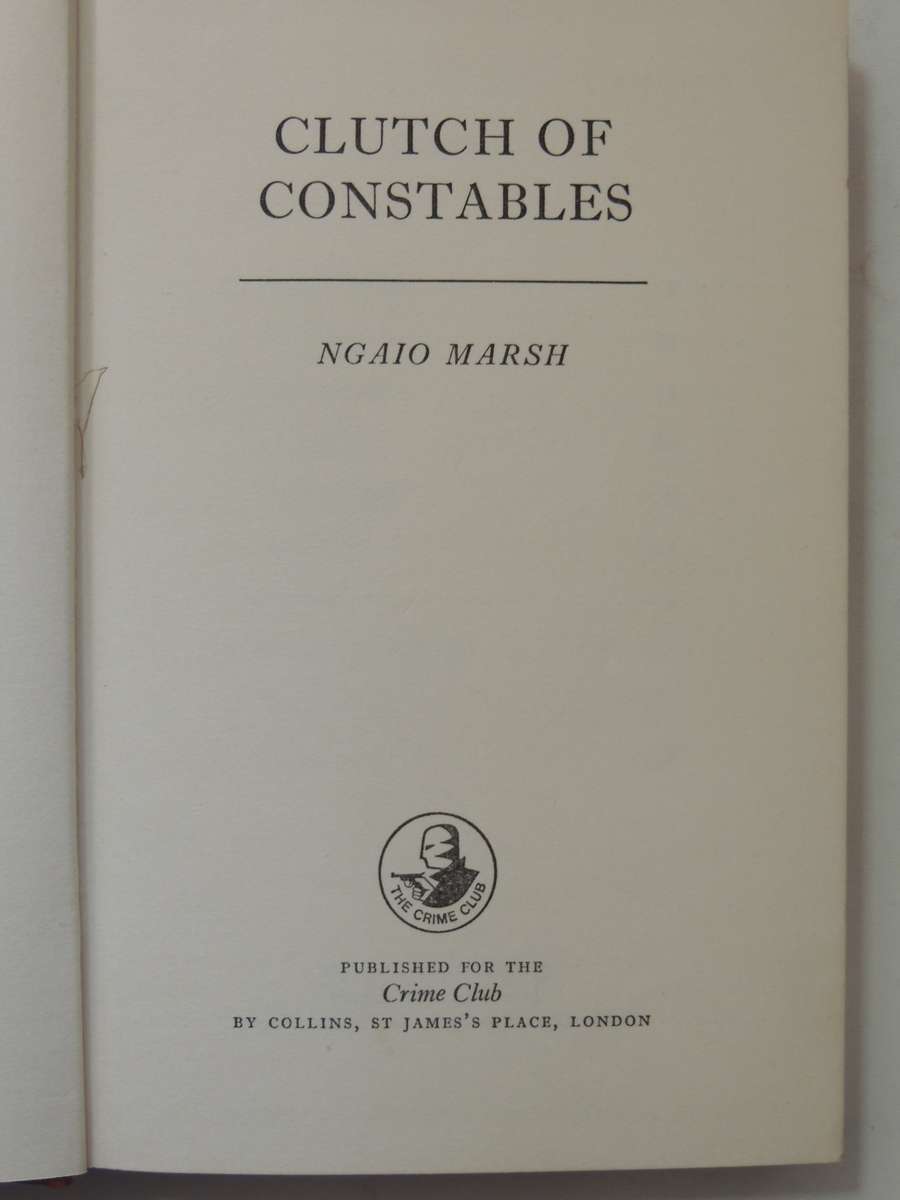 CLUTCH OF
CONSTABLES
NGAIO MARSH
THE CRIME CLUB
PUBLISHED FOR THE
Crime Club
BY COLLINS, ST JAMES'S PLACE, LONDON